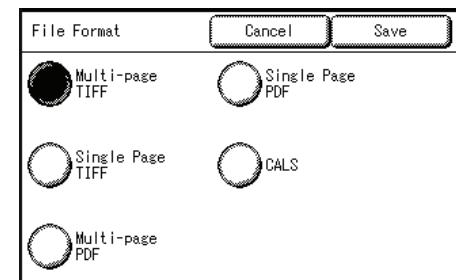 File Format
Cancel
Save
Multi-page
TIFF
Single Page
PDF
Single Page
TIFF
CALS
Multi-page
PDF